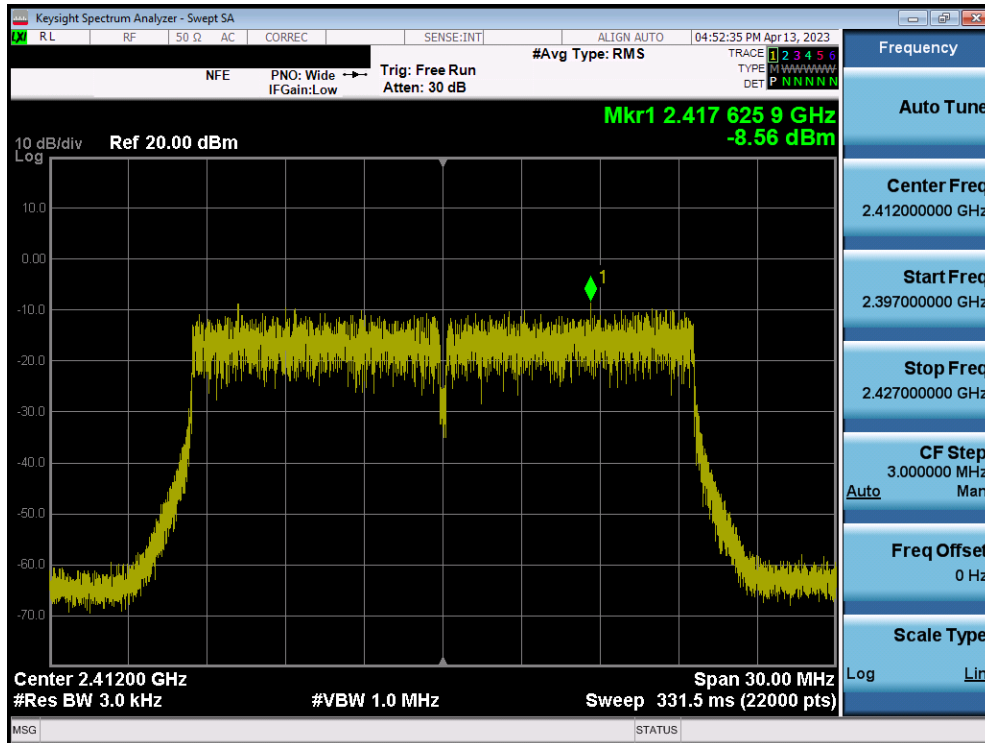 Keysight Spectrum Analyzer - Swept SA
LXI RL RF 50 Ω AC CORREC SENSE:INT ALIGN AUTO 04:52:35 PM Apr 13, 2023
#Avg Type: RMS TRACE 1 2 3 4 5 6
NFE PNO: Wide Trig: Free Run TYPE M W W W W W
IFGain:Low Atten: 30 dB DET P N N N N N
Mkr1 2.417 625 9 GHz
-8.56 dBm
10 dB/div Ref 20.00 dBm
Log
10.0
0.00
1
-10.0
-20.0
-30.0
-40.0
-50.0
-60.0
-70.0
Center 2.41200 GHz Span 30.00 MHz
#Res BW 3.0 kHz #VBW 1.0 MHz Sweep 331.5 ms (22000 pts)
MSG STATUS
Frequency
Auto Tune
Center Freq
2.412000000 GHz
Start Freq
2.397000000 GHz
Stop Freq
2.427000000 GHz
CF Step
3.000000 MHz
Auto Man
Freq Offset
0 Hz
Scale Type
Log Lin